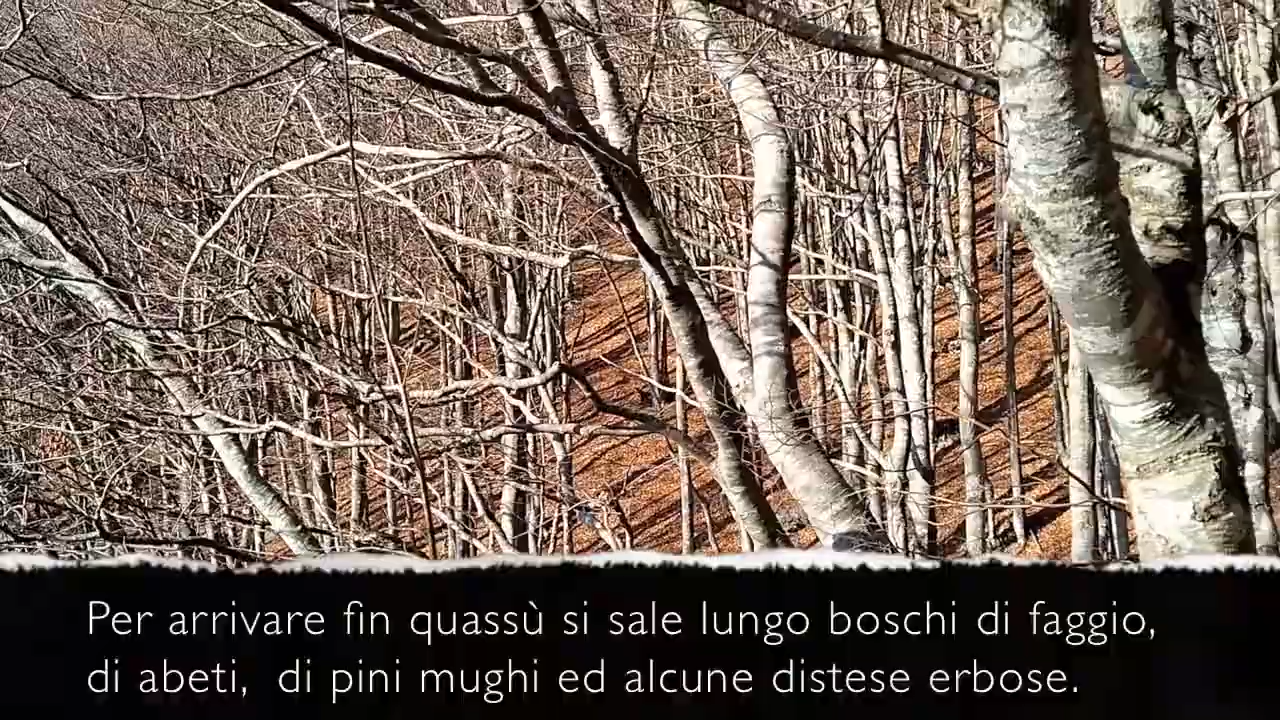 Per arrivare fin quassù si sale lungo boschi di faggio,
di abeti,  di pini mughi ed alcune distese erbose.